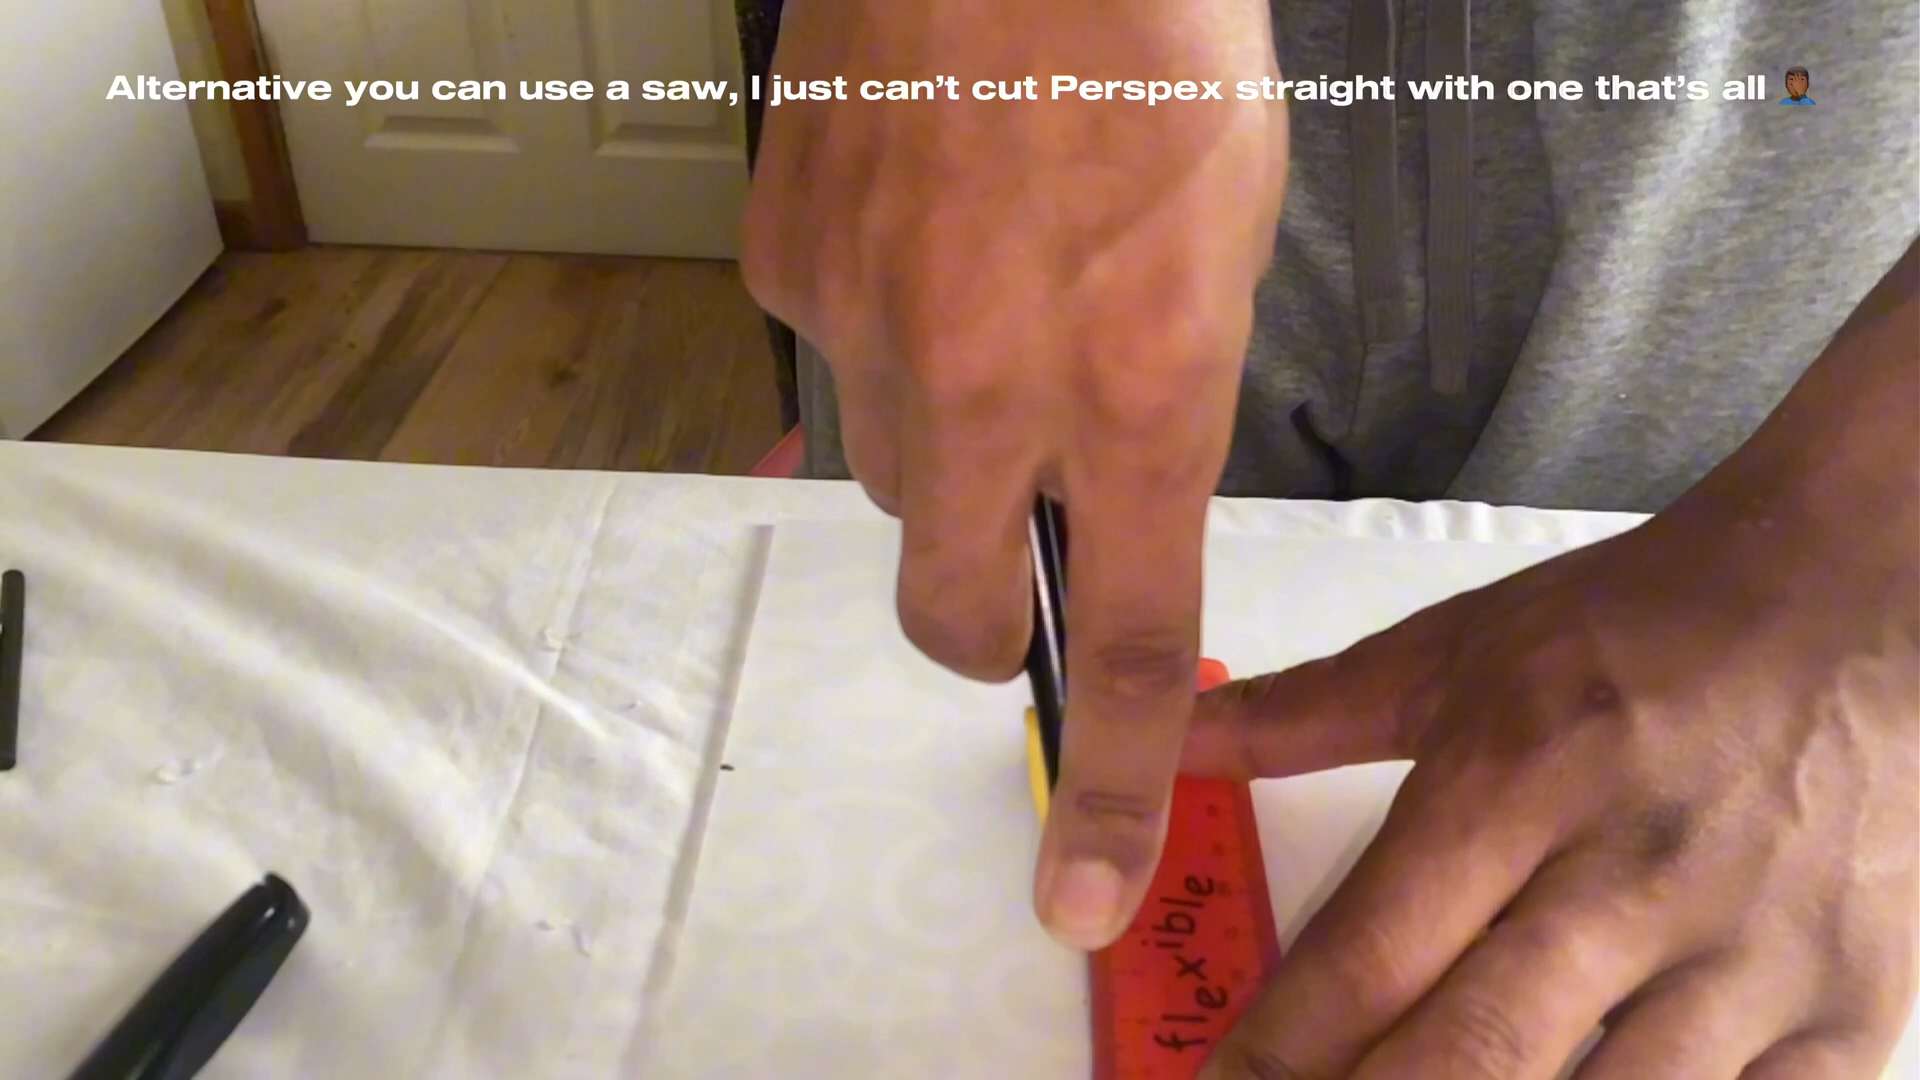 Alternative you can use a saw, I just can’t cut Perspex straight with one that’s all 🤦🏾‍♂️
flexible